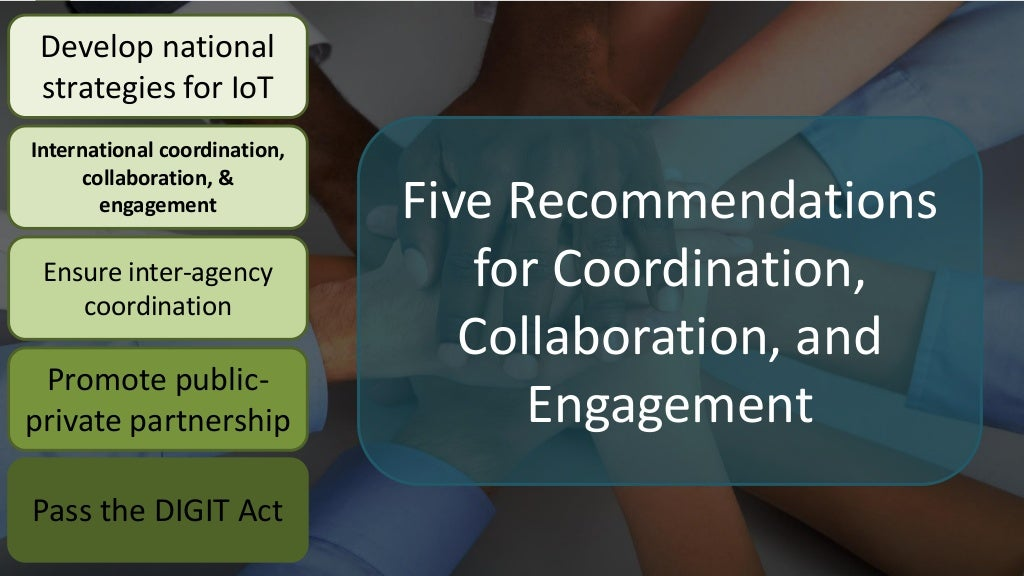 Develop national
strategies for IoT
International coordination,
collaboration, &
engagement
Ensure inter-agency
coordination
Promote public-
private partnership
Pass the DIGIT Act
Five Recommendations
for Coordination,
Collaboration, and
Engagement